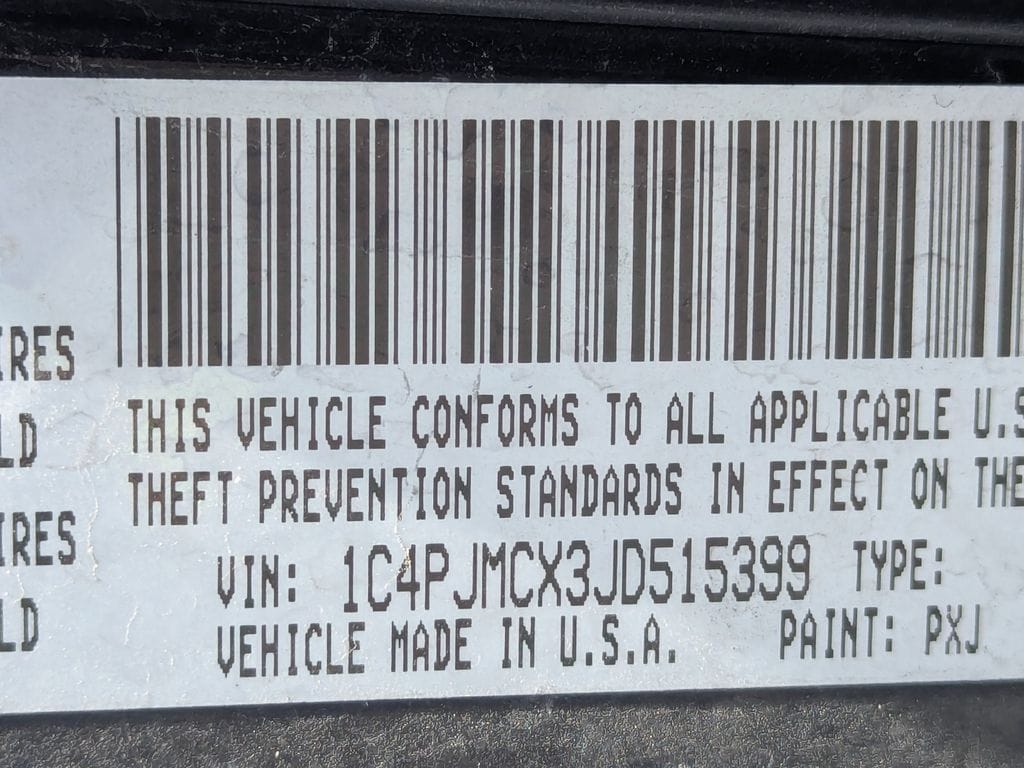 THIS VEHICLE CONFORMS TO ALL APPLICABLE U.S
THEFT PREVENTION STANDARDS IN EFFECT ON THE
VIN: 1C4PJMCX3JD515399 TYPE:
VEHICLE MADE IN U.S.A. PAINT: PXJ
IRES
LD
IRES
LD